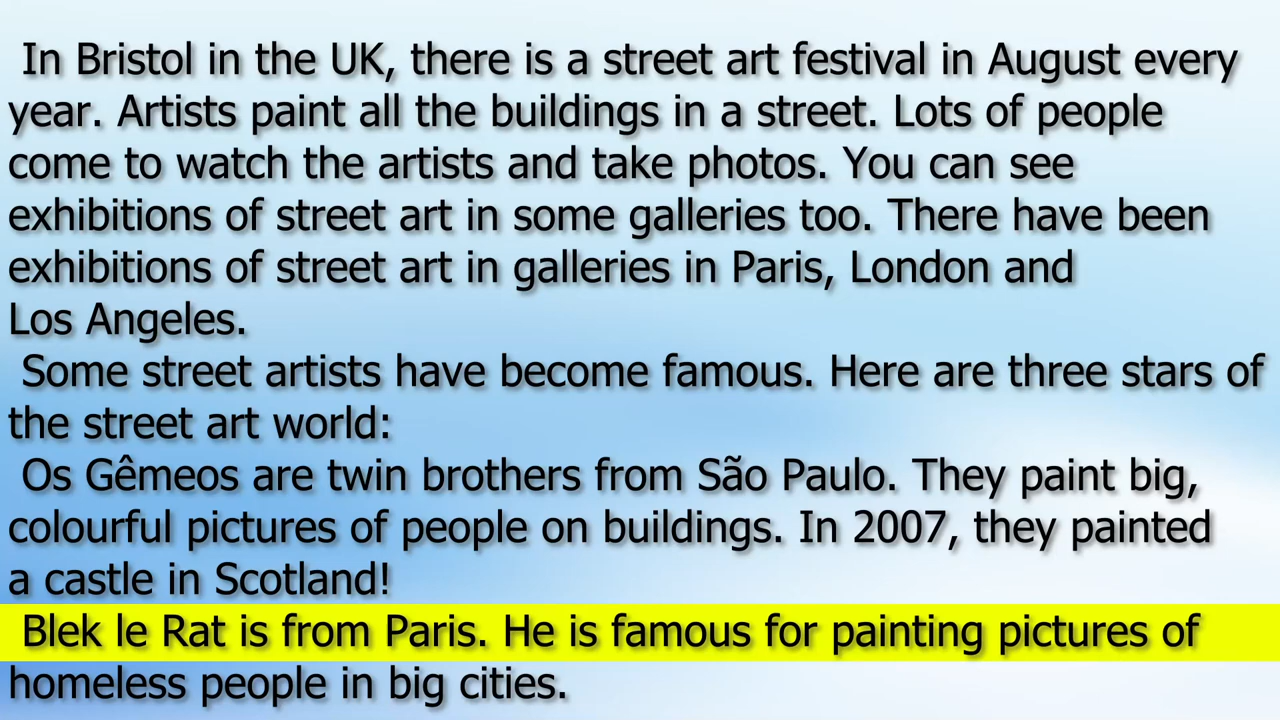 In Bristol in the UK, there is a street art festival in August every
year. Artists paint all the buildings in a street. Lots of people
come to watch the artists and take photos. You can see
exhibitions of street art in some galleries too. There have been
exhibitions of street art in galleries in Paris, London and
Los Angeles.
Some street artists have become famous. Here are three stars of
the street art world:
Os Gêmeos are twin brothers from São Paulo. They paint big,
colourful pictures of people on buildings. In 2007, they painted
a castle in Scotland!
Blek le Rat is from Paris. He is famous for painting pictures of
homeless people in big cities.